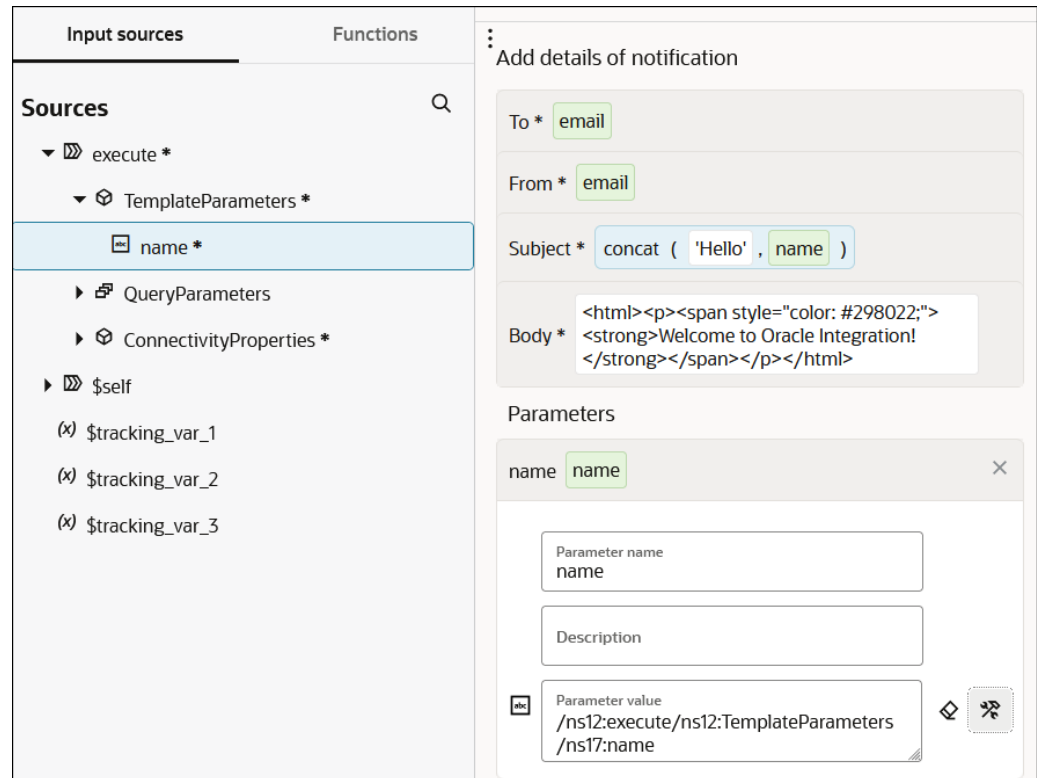 Input sources
Functions
Sources
execute *
TemplateParameters *
abc name *
QueryParameters
ConnectivityProperties *
$self
(x) $tracking_var_1
(x) $tracking_var_2
(x) $tracking_var_3
Add details of notification
To * email
From * email
Subject * concat ( 'Hello' , name )
Body * <html><p><span style="color: #298022;">
<strong>Welcome to Oracle Integration!
</strong></span></p></html>
Parameters
name name
Parameter name
name
Description
abc
Parameter value
/ns12:execute/ns12:TemplateParameters
/ns17:name